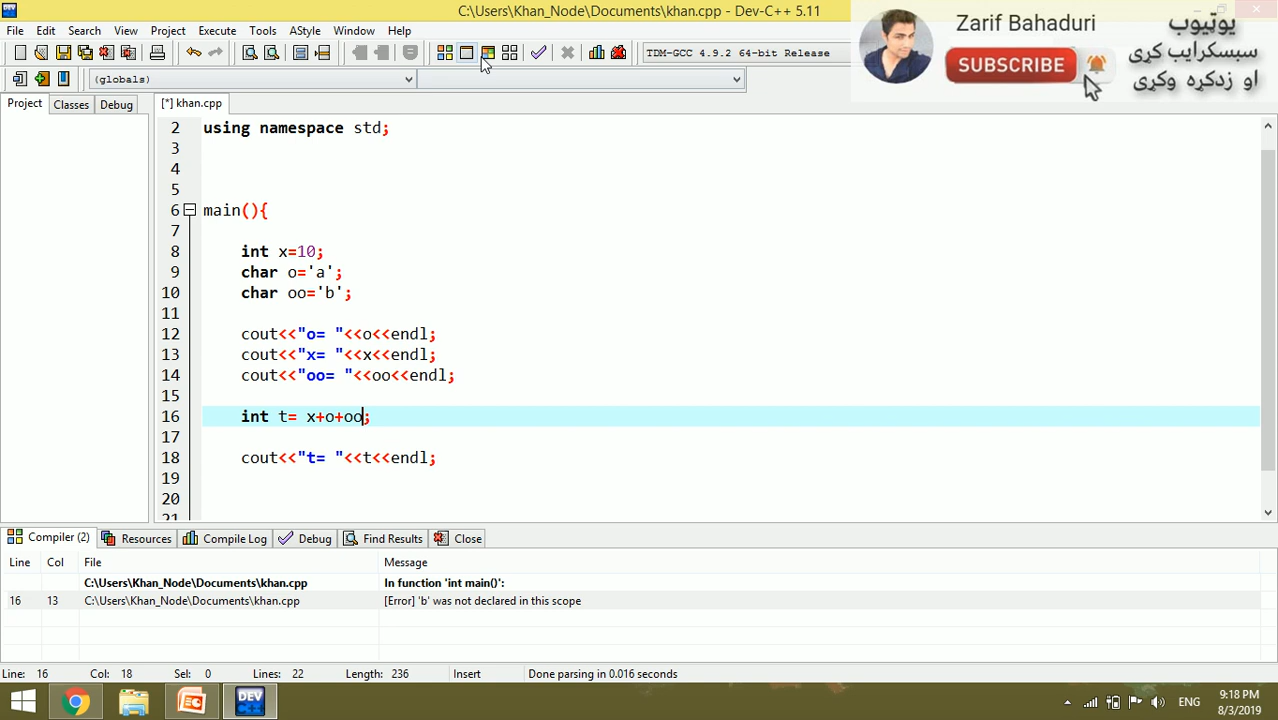 C:\Users\Khan_Node\Documents\khan.cpp - Dev-C++ 5.11
File Edit Search View Project Execute Tools AStyle Window Help
TDM-GCC 4.9.2 64-bit Release
(globals)
Zarif Bahaduri
SUBSCRIBE
یوټیوب
سبسکرایب کړی
او زدکړه وکړی
Project Classes Debug
[*] khan.cpp
2 using namespace std;
3
4
5
6 main(){
7
8 int x=10;
9 char o='a';
10 char oo='b';
11
12 cout<<"o= "<<o<<endl;
13 cout<<"x= "<<x<<endl;
14 cout<<"oo= "<<oo<<endl;
15
16 int t= x+o+oo;
17
18 cout<<"t= "<<t<<endl;
19
20
21
Compiler (2) Resources Compile Log Debug Find Results Close
Line Col File Message
C:\Users\Khan_Node\Documents\khan.cpp In function 'int main()':
16 13 C:\Users\Khan_Node\Documents\khan.cpp [Error] 'b' was not declared in this scope
Line: 16 Col: 18 Sel: 0 Lines: 22 Length: 236 Insert Done parsing in 0.016 seconds
DEV
ENG
9:18 PM
8/3/2019